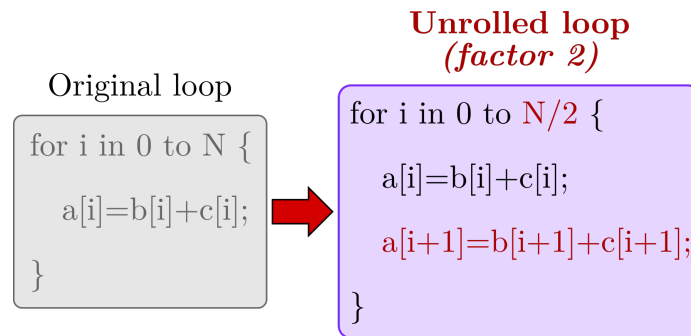 Original loop
for i in 0 to N {
a[i]=b[i]+c[i];
}
Unrolled loop
(factor 2)
for i in 0 to N/2 {
a[i]=b[i]+c[i];
a[i+1]=b[i+1]+c[i+1];
}